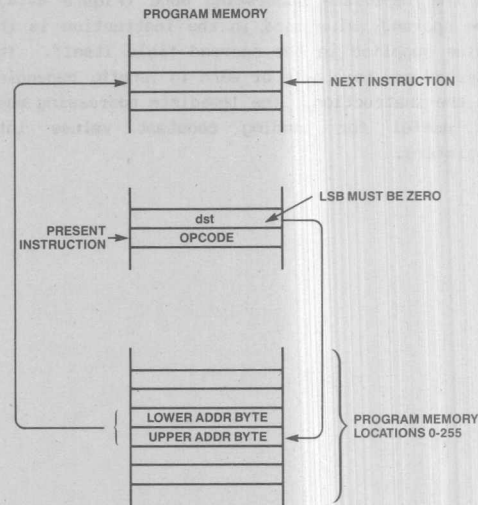 PROGRAM MEMORY
NEXT INSTRUCTION
LSB MUST BE ZERO
dst
PRESENT
INSTRUCTION
OPCODE
LOWER ADDR BYTE
UPPER ADDR BYTE
PROGRAM MEMORY
LOCATIONS 0-255